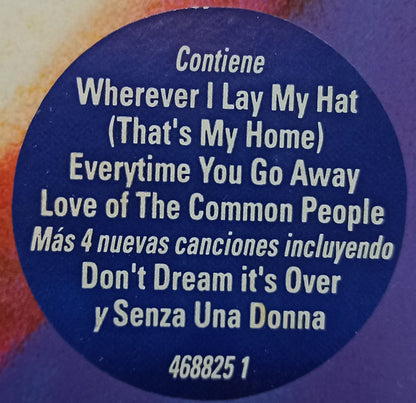 Contiene
Wherever I Lay My Hat
(That's My Home)
Everytime You Go Away
Love of The Common People
Más 4 nuevas canciones incluyendo
Don't Dream it's Over
y Senza Una Donna
468825 1